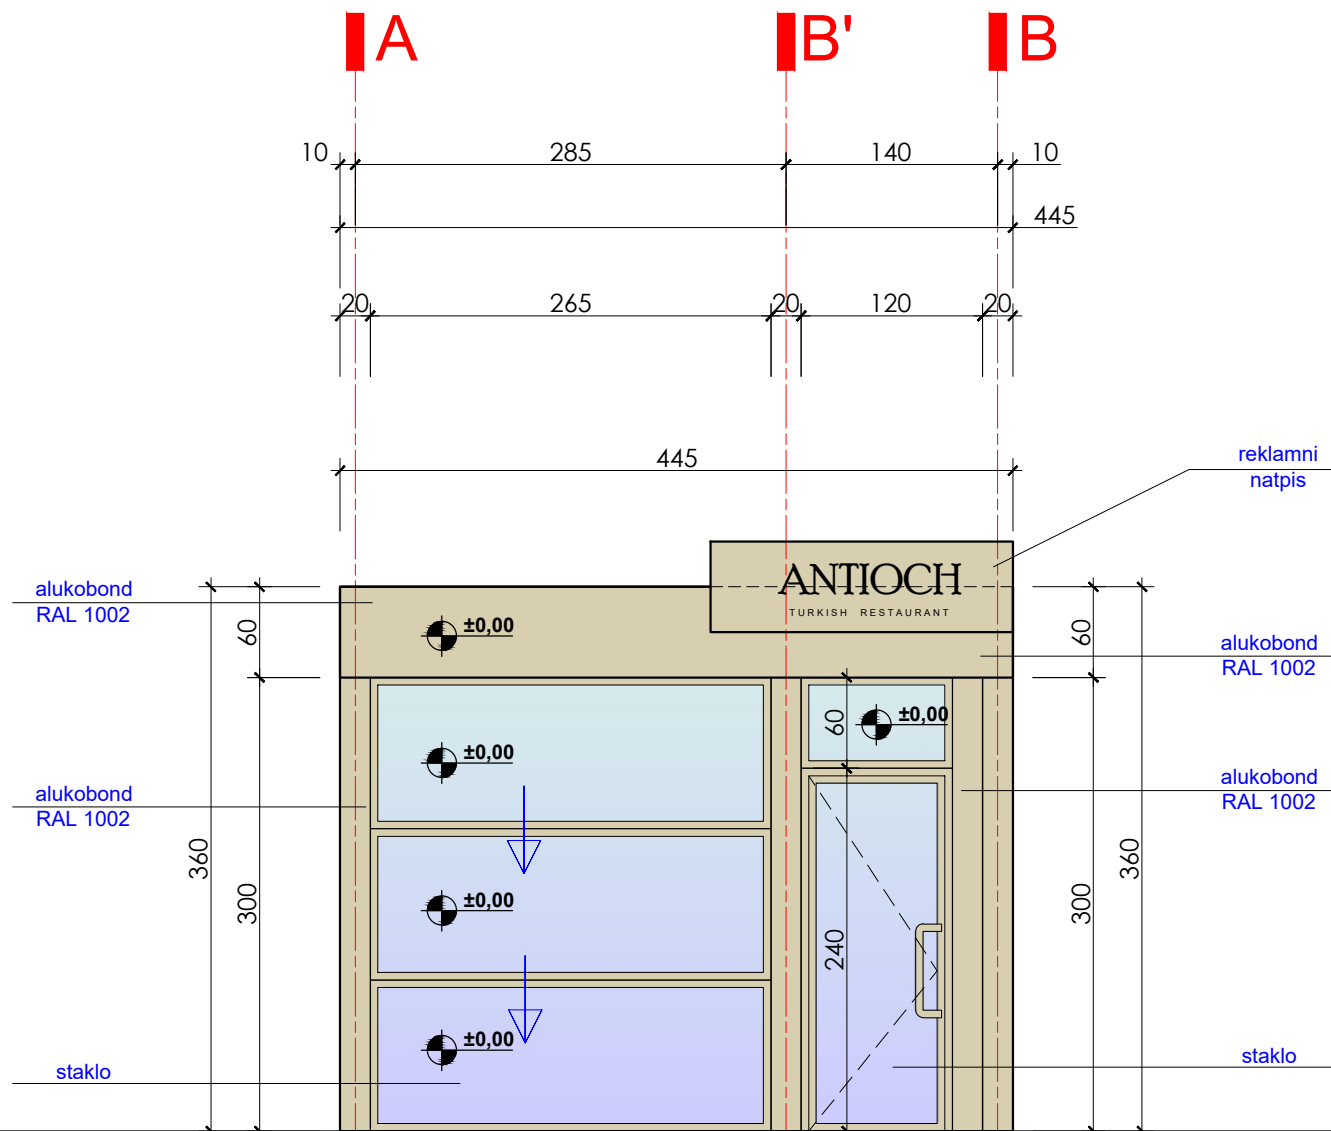 A B' B
10 285 140 10
445
20 265 20 120 20
445
reklamni
natpis
ANTIOCH
TURKISH RESTAURANT
alukobond
RAL 1002
60
±0,00
60
alukobond
RAL 1002
±0,00
60
±0,00
alukobond
RAL 1002
alukobond
RAL 1002
360
300
±0,00
240
300
360
±0,00
staklo
staklo